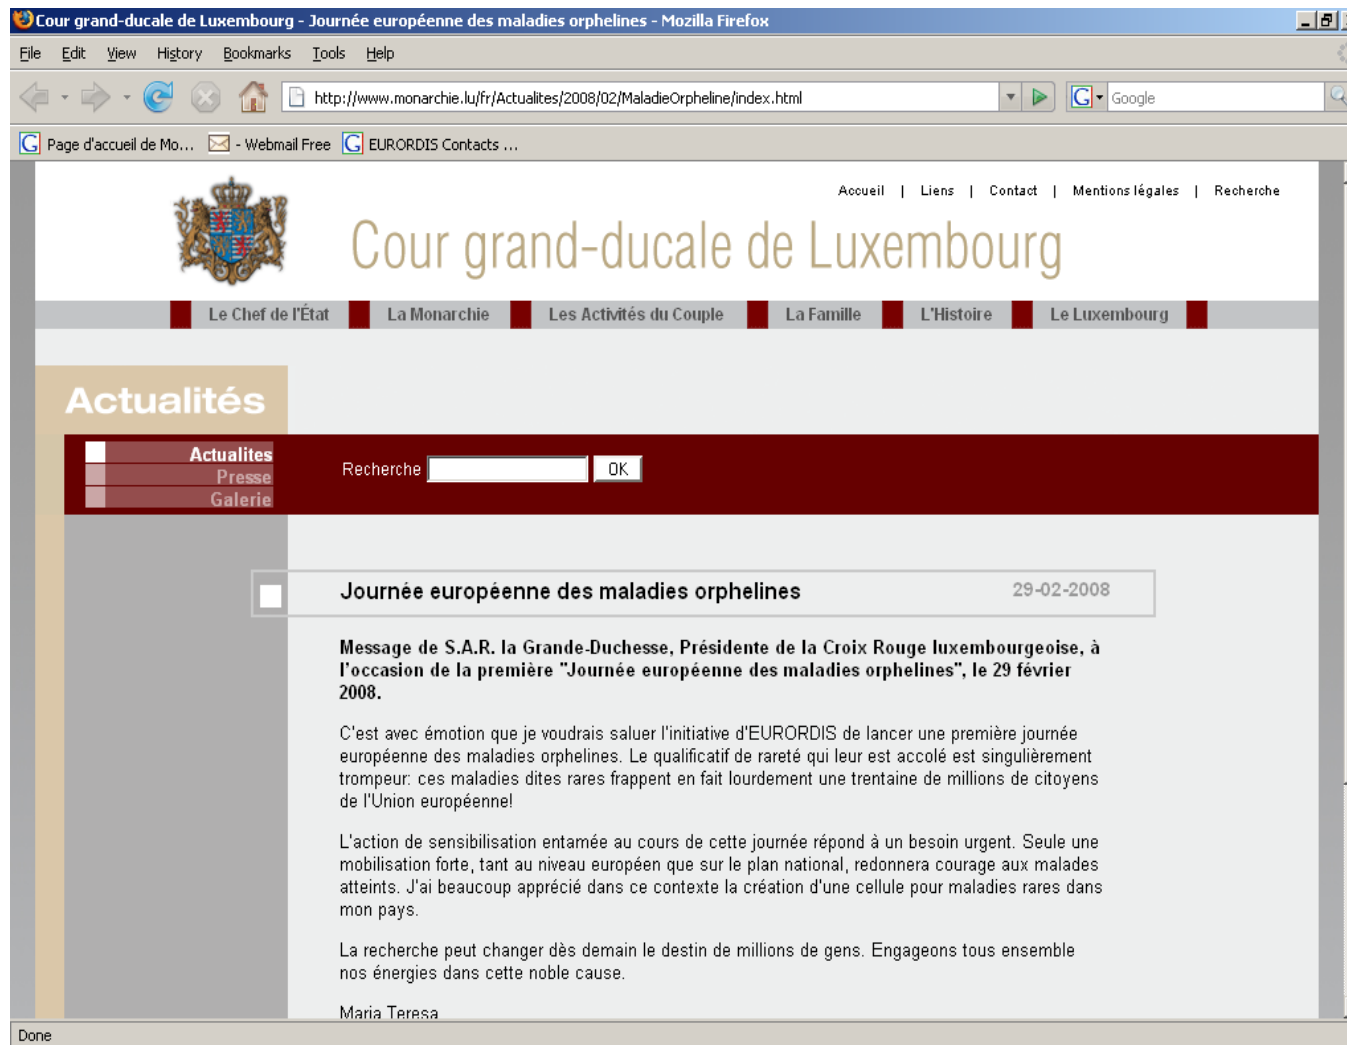 Cour grand-ducale de Luxembourg - Journée européenne des maladies orphelines - Mozilla Firefox
File Edit View History Bookmarks Tools Help
http://www.monarchie.lu/fr/Actualites/2008/02/MaladieOrpheline/index.html G Google
G Page d'accueil de Mo... - Webmail Free G EURORDIS Contacts ...
Accueil | Liens | Contact | Mentions légales | Recherche
Cour grand-ducale de Luxembourg
Le Chef de l'État La Monarchie Les Activités du Couple La Famille L'Histoire Le Luxembourg
Actualités
Actualites
Presse
Galerie
Recherche OK
Journée européenne des maladies orphelines 29-02-2008
Message de S.A.R. la Grande-Duchesse, Présidente de la Croix Rouge luxembourgeoise, à
l'occasion de la première "Journée européenne des maladies orphelines", le 29 février
2008.
C'est avec émotion que je voudrais saluer l'initiative d'EURORDIS de lancer une première journée
européenne des maladies orphelines. Le qualificatif de rareté qui leur est accolé est singulièrement
trompeur: ces maladies dites rares frappent en fait lourdement une trentaine de millions de citoyens
de l'Union européenne!
L'action de sensibilisation entamée au cours de cette journée répond à un besoin urgent. Seule une
mobilisation forte, tant au niveau européen que sur le plan national, redonnera courage aux malades
atteints. J'ai beaucoup apprécié dans ce contexte la création d'une cellule pour maladies rares dans
mon pays.
La recherche peut changer dès demain le destin de millions de gens. Engageons tous ensemble
nos énergies dans cette noble cause.
Maria Teresa
Done